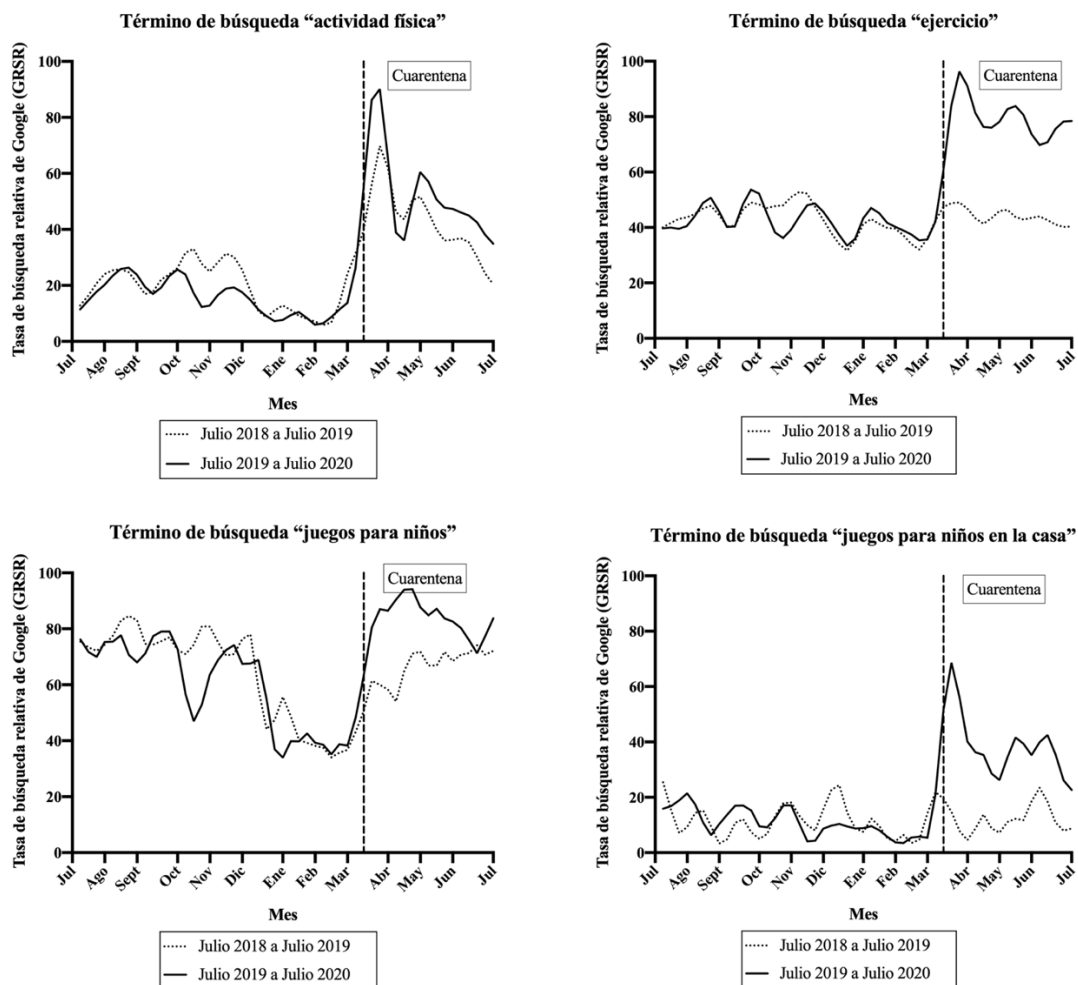 Término de búsqueda “actividad física”
Tasa de búsqueda relativa de Google (GRSR)
100
80
60
40
20
0
Cuarentena
Jul
Ago
Sept
Oct
Nov
Dic
Ene
Feb
Mar
Abr
May
Jun
Jul
Mes
Julio 2018 a Julio 2019
Julio 2019 a Julio 2020
Término de búsqueda “ejercicio”
Tasa de búsqueda relativa de Google (GRSR)
100
80
60
40
20
0
Cuarentena
Jul
Ago
Sept
Oct
Nov
Dic
Ene
Feb
Mar
Abr
May
Jun
Jul
Mes
Julio 2018 a Julio 2019
Julio 2019 a Julio 2020
Término de búsqueda “juegos para niños”
Tasa de búsqueda relativa de Google (GRSR)
100
80
60
40
20
0
Cuarentena
Jul
Ago
Sept
Oct
Nov
Dic
Ene
Feb
Mar
Abr
May
Jun
Jul
Mes
Julio 2018 a Julio 2019
Julio 2019 a Julio 2020
Término de búsqueda “juegos para niños en la casa”
Tasa de búsqueda relativa de Google (GRSR)
100
80
60
40
20
0
Cuarentena
Jul
Ago
Sept
Oct
Nov
Dic
Ene
Feb
Mar
Abr
May
Jun
Jul
Mes
Julio 2018 a Julio 2019
Julio 2019 a Julio 2020